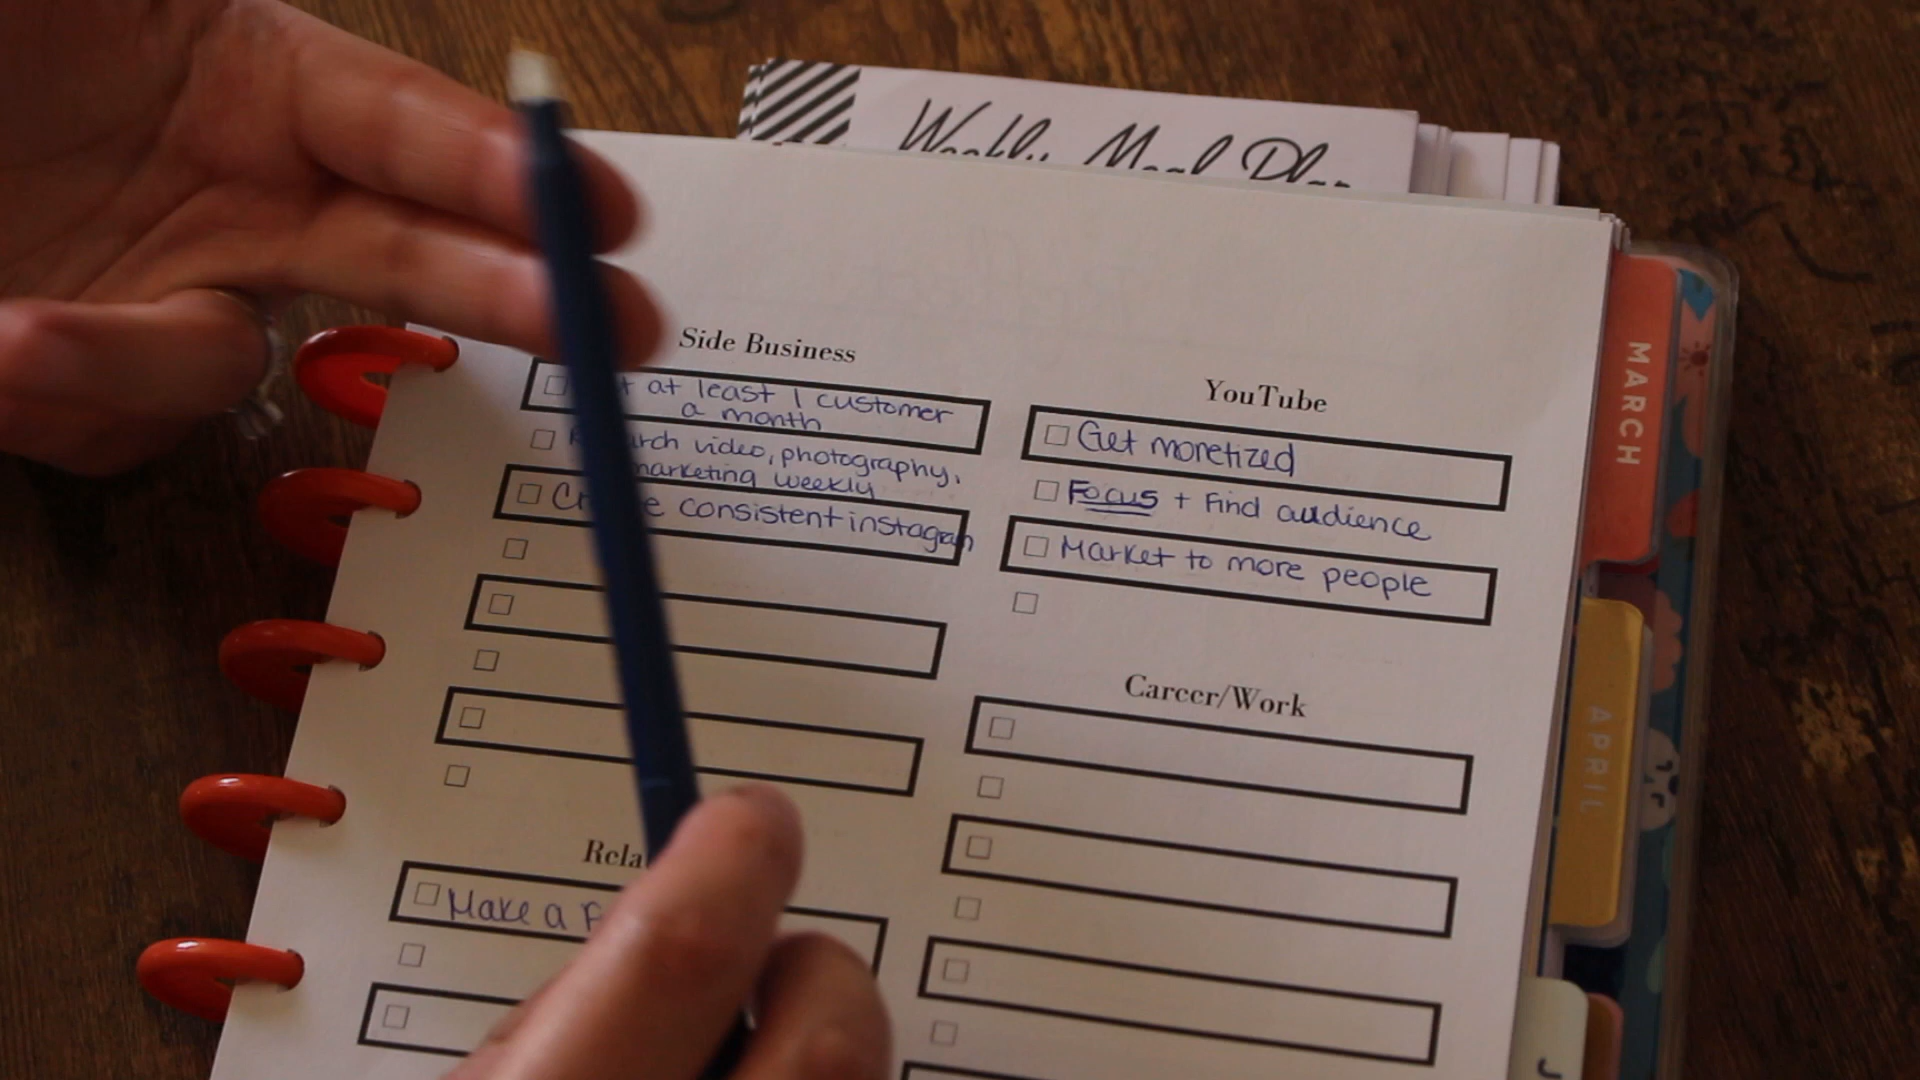 Weekly Meal Plan
Side Business
at least 1 customer
a month
video, photography,
marketing weekly
consistent instagram
YouTube
Get monetized
Focus + Find audience
Market to more people
Career/Work
Make a
MARCH
APRIL
J